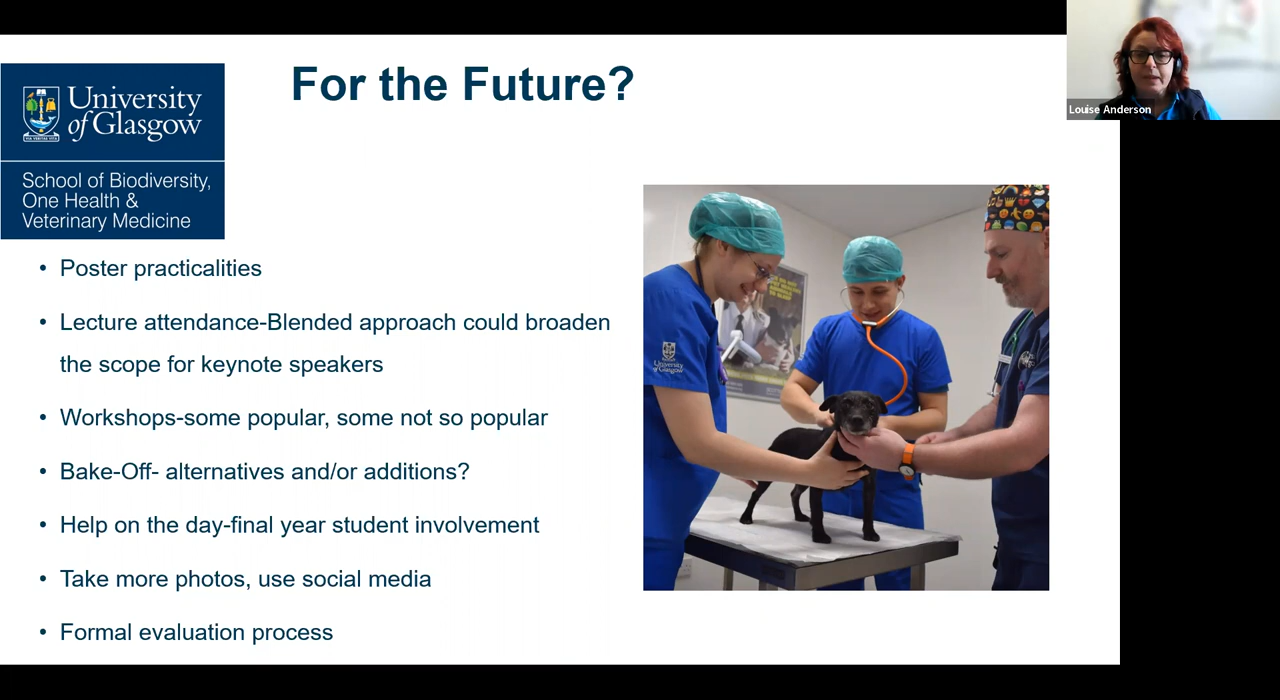 For the Future?
University
of Glasgow
School of Biodiversity,
One Health &
Veterinary Medicine
• Poster practicalities
• Lecture attendance-Blended approach could broaden
the scope for keynote speakers
• Workshops-some popular, some not so popular
• Bake-Off- alternatives and/or additions?
• Help on the day-final year student involvement
• Take more photos, use social media
• Formal evaluation process
University
of Glasgow
Louise Anderson